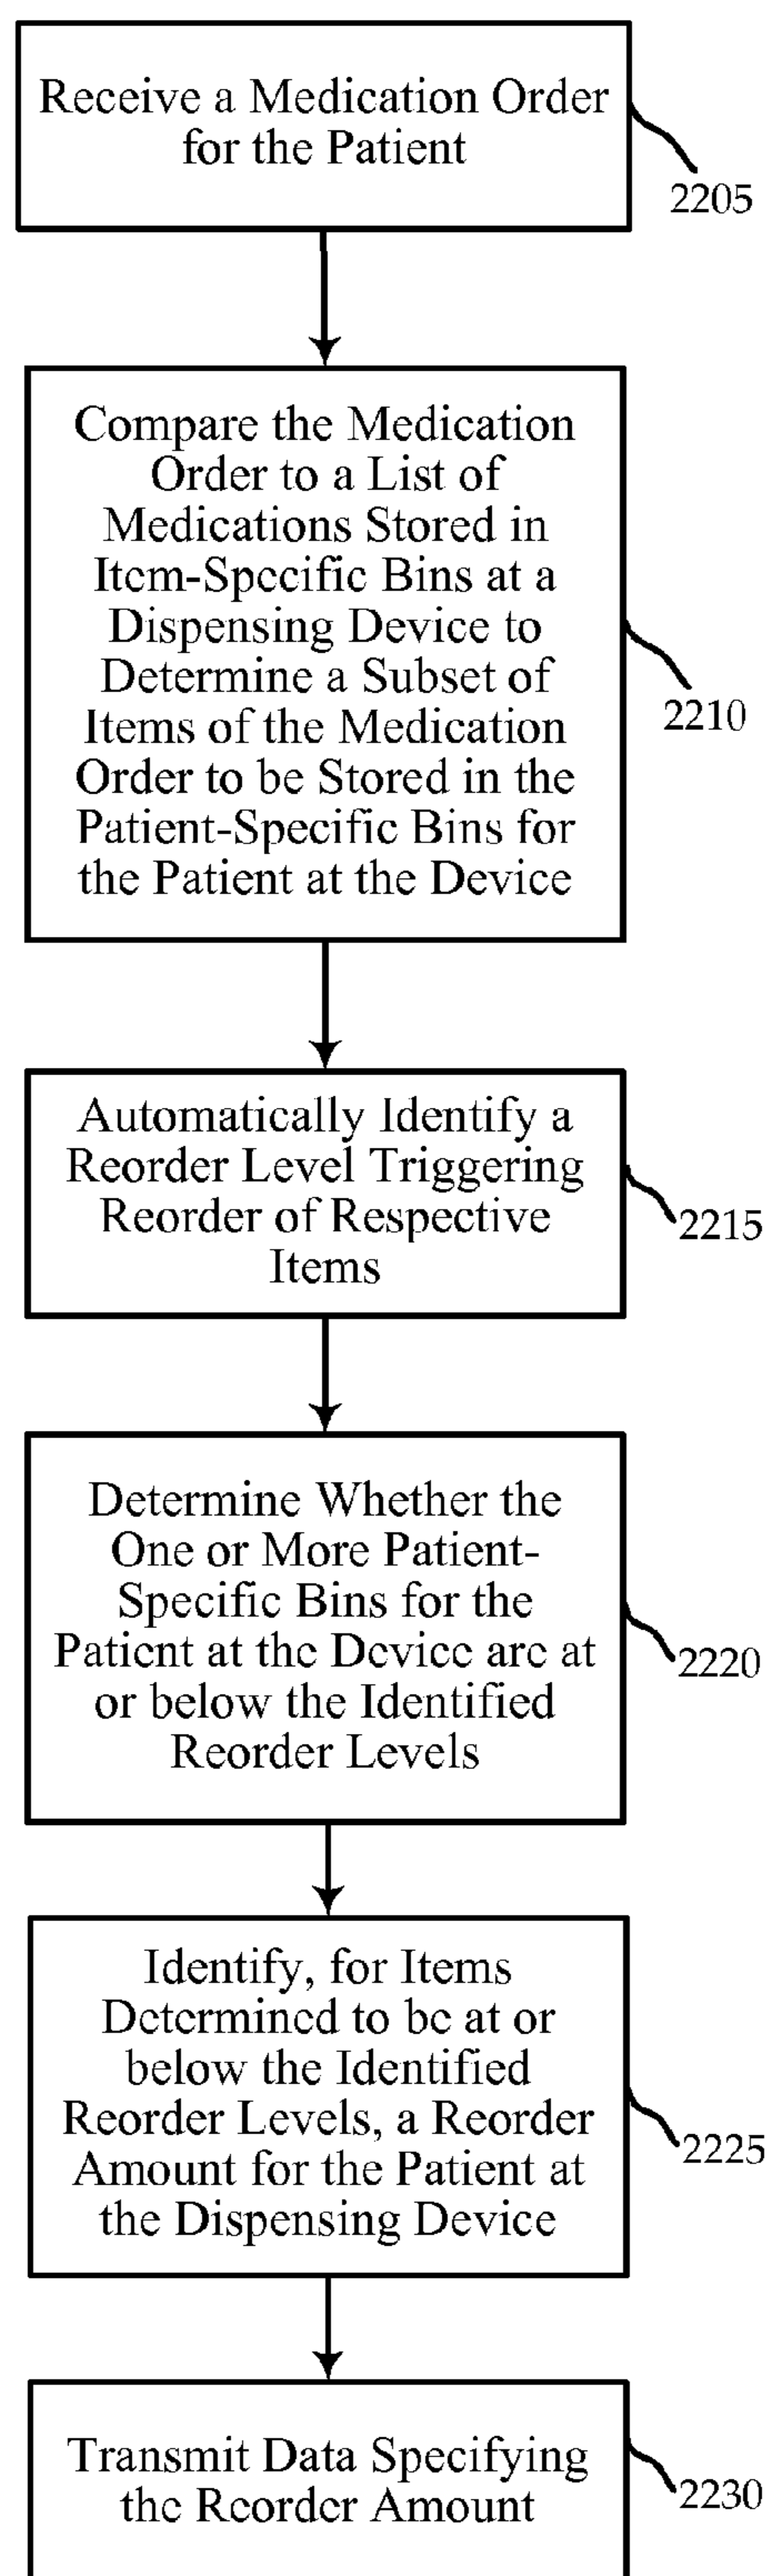 Receive a Medication Order
for the Patient
2205
Compare the Medication
Order to a List of
Medications Stored in
Item-Specific Bins at a
Dispensing Device to
Determine a Subset of
Items of the Medication
Order to be Stored in the
Patient-Specific Bins for
the Patient at the Device
2210
Automatically Identify a
Reorder Level Triggering
Reorder of Respective
Items
2215
Determine Whether the
One or More Patient-
Specific Bins for the
Patient at the Device are at
or below the Identified
Reorder Levels
2220
Identify, for Items
Determined to be at or
below the Identified
Reorder Levels, a Reorder
Amount for the Patient at
the Dispensing Device
2225
Transmit Data Specifying
the Reorder Amount
2230